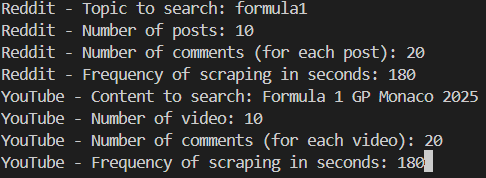 Reddit - Topic to search: formula1
Reddit - Number of posts: 10
Reddit - Number of comments (for each post): 20
Reddit - Frequency of scraping in seconds: 180
YouTube - Content to search: Formula 1 GP Monaco 2025
YouTube - Number of video: 10
YouTube - Number of comments (for each video): 20
YouTube - Frequency of scraping in seconds: 180